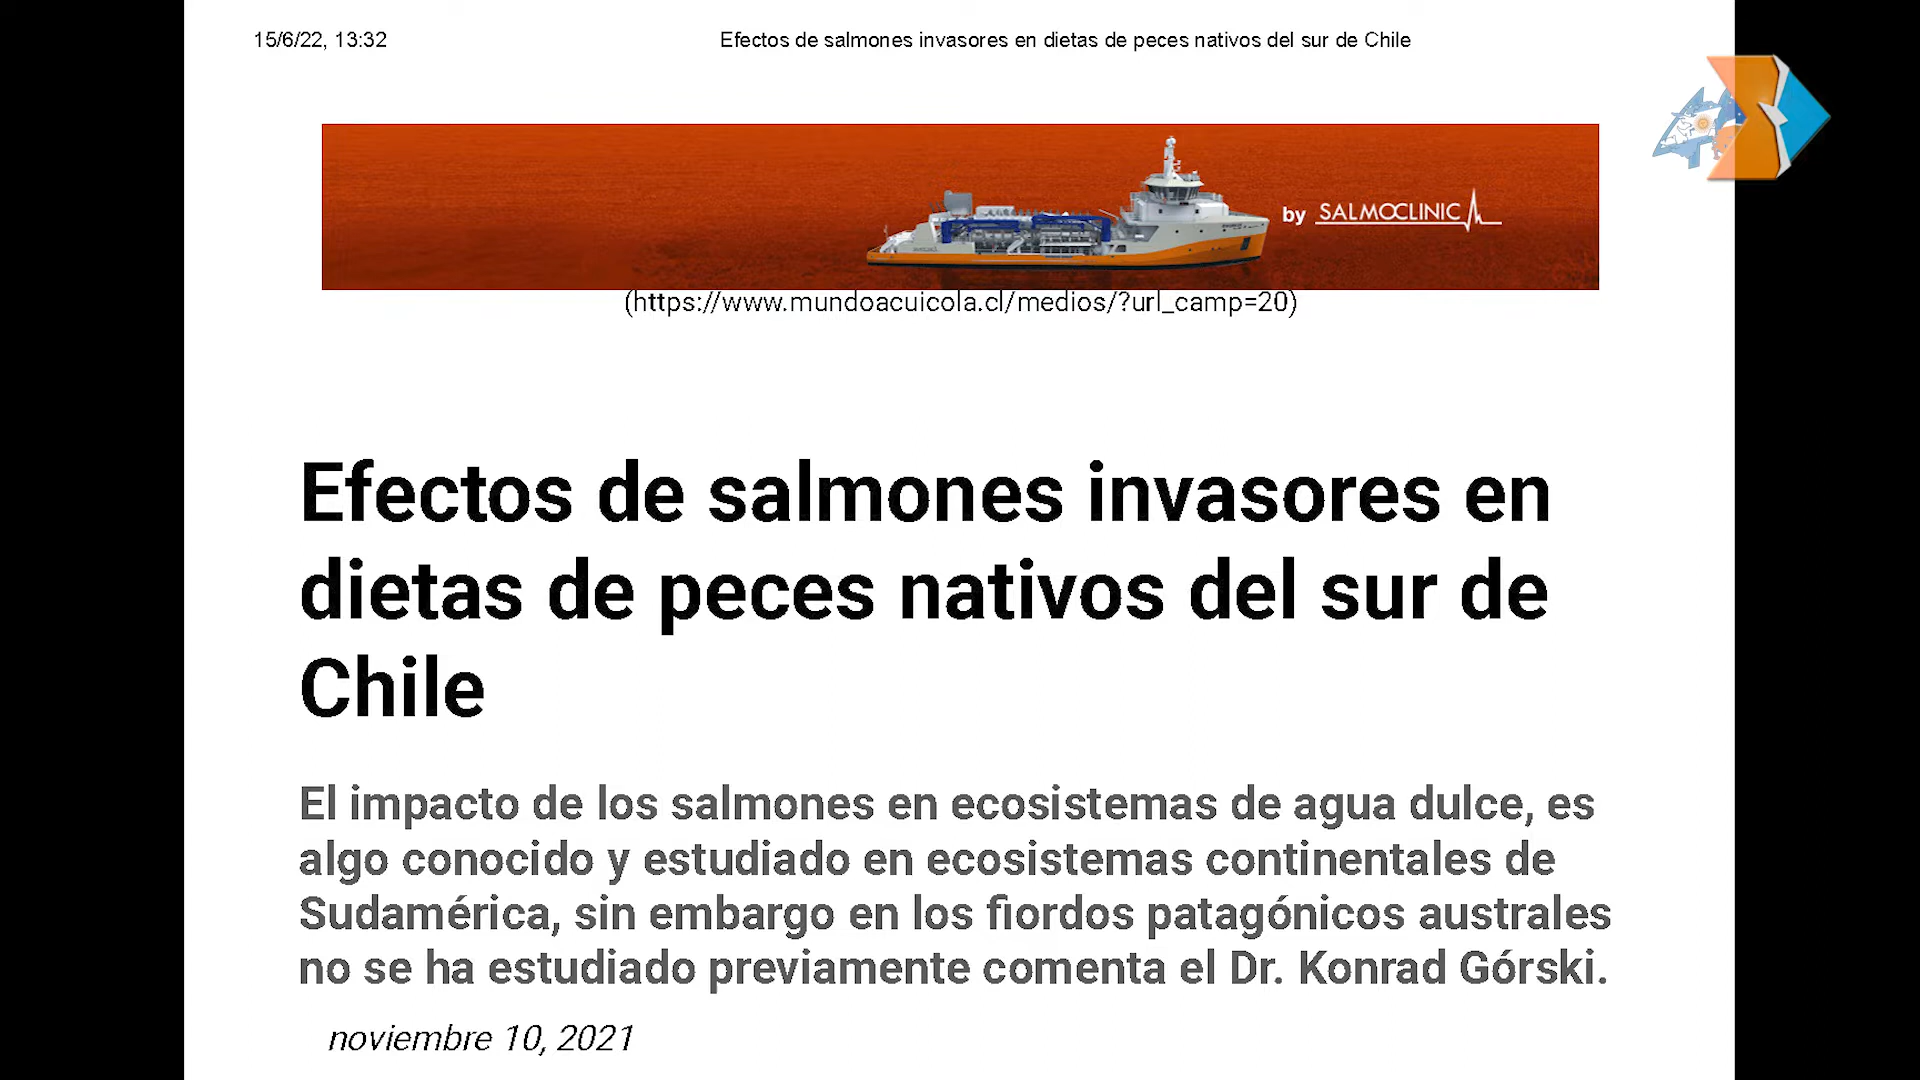 15/6/22, 13:32
Efectos de salmones invasores en dietas de peces nativos del sur de Chile
by SALMOCLINIC
(https://www.mundoacuicola.cl/medios/?url_camp=20)
Efectos de salmones invasores en
dietas de peces nativos del sur de
Chile
El impacto de los salmones en ecosistemas de agua dulce, es
algo conocido y estudiado en ecosistemas continentales de
Sudamérica, sin embargo en los fiordos patagónicos australes
no se ha estudiado previamente comenta el Dr. Konrad Górski.
noviembre 10, 2021